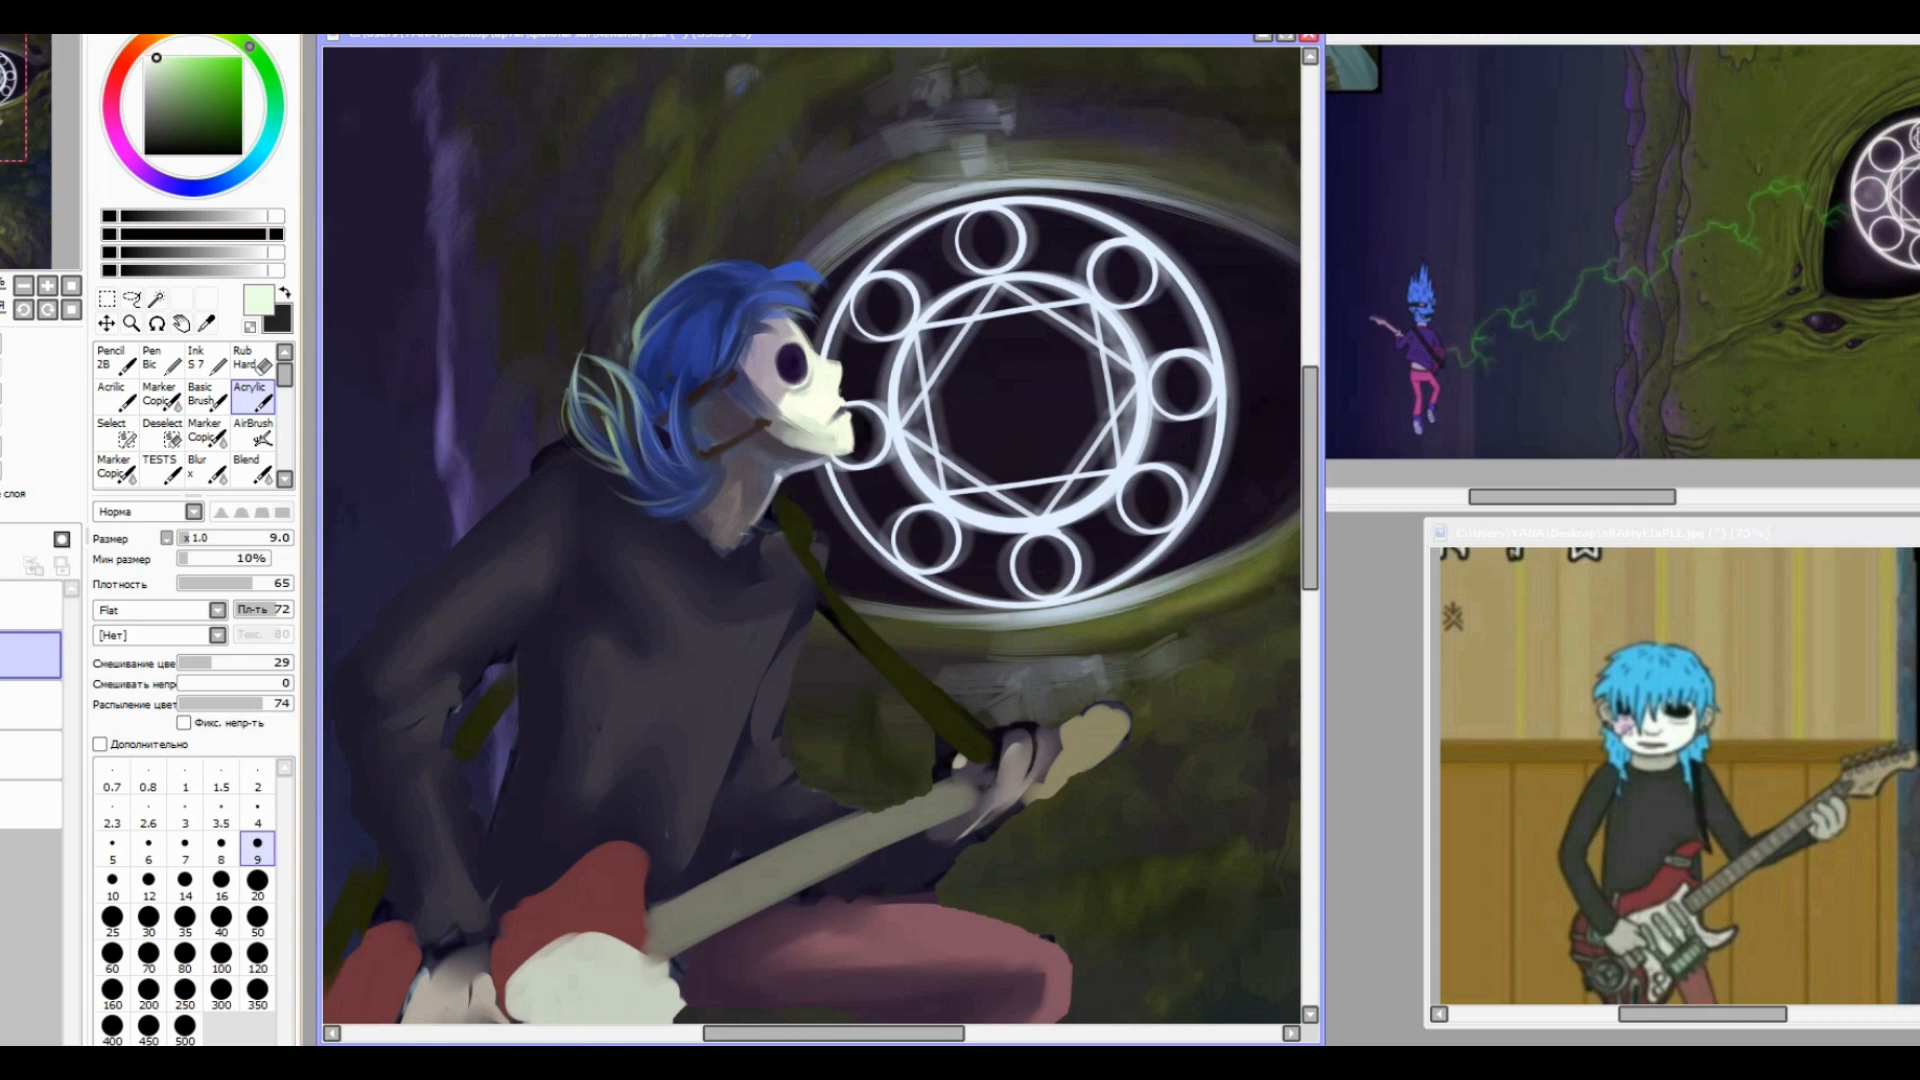 Pencil
2B
Pen
Bic
Ink
S 7
Rub
Hard
Acrilic
Marker
Copic
Basic
Brush
Acrylic
Select
Deselect
Marker
Copic
AirBrush
Marker
Copic
TESTS
Blur
x
Blend
е слоя
Норма
Размер x 1.0 9.0
Мин размер 10%
Плотность 65
Flat Пл-ть 72
[Нет] Текс. 80
Смешивание цве 29
Смешивать непр 0
Распыление цвет 74
Фикс. непр-ть
Дополнительно
0.7 0.8 1 1.5 2
2.3 2.6 3 3.5 4
5 6 7 8 9
10 12 14 16 20
25 30 35 40 50
60 70 80 100 120
160 200 250 300 350
400 450 500